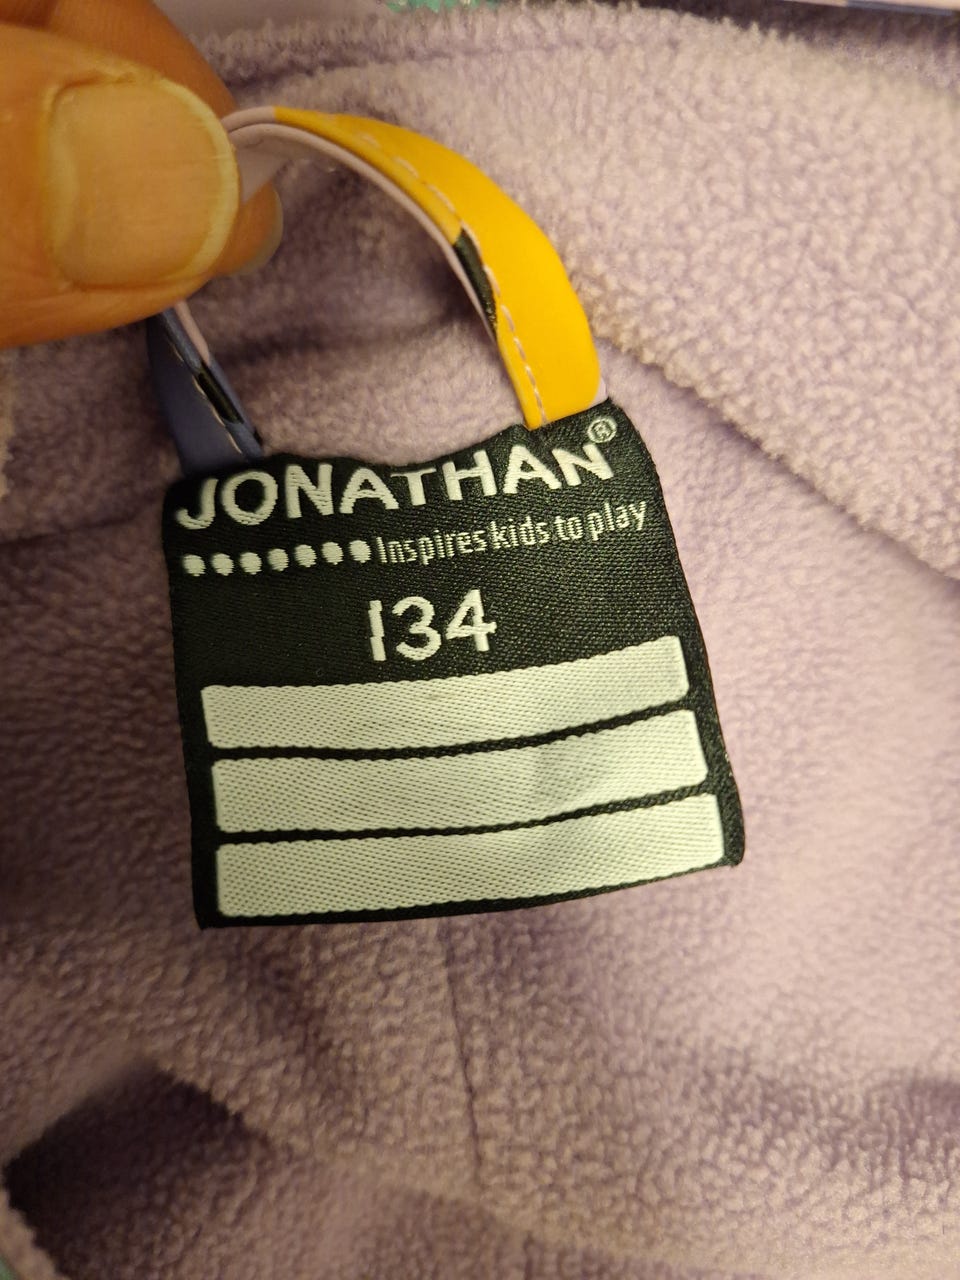 JONATHAN®
Inspires kids to play
134